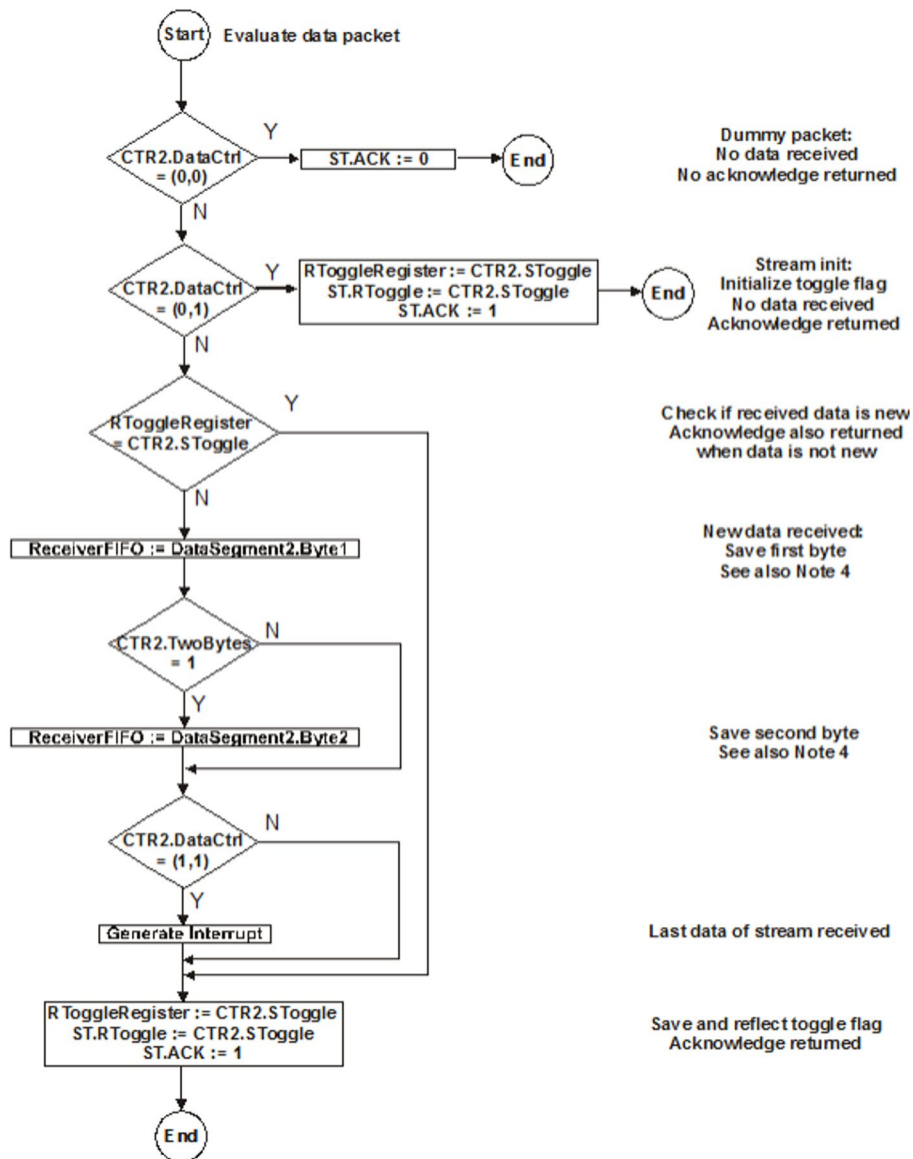 Start Evaluate data packet
Y
CTR2.DataCtrl
= (0,0)
ST.ACK := 0
End
Dummy packet:
No data received
No acknowledge returned
N
Y
CTR2.DataCtrl
= (0,1)
RToggleRegister := CTR2.SToggle
ST.RToggle := CTR2.SToggle
ST.ACK := 1
End
Stream init:
Initialize toggle flag
No data received
Acknowledge returned
N
Y
RToggleRegister
= CTR2.SToggle
Check if received data is new
Acknowledge also returned
when data is not new
N
ReceiverFIFO := DataSegment2.Byte1
New data received:
Save first byte
See also Note 4
N
CTR2.TwoBytes
= 1
Y
ReceiverFIFO := DataSegment2.Byte2
Save second byte
See also Note 4
N
CTR2.DataCtrl
= (1,1)
Y
Generate Interrupt
Last data of stream received
RToggleRegister := CTR2.SToggle
ST.RToggle := CTR2.SToggle
ST.ACK := 1
Save and reflect toggle flag
Acknowledge returned
End